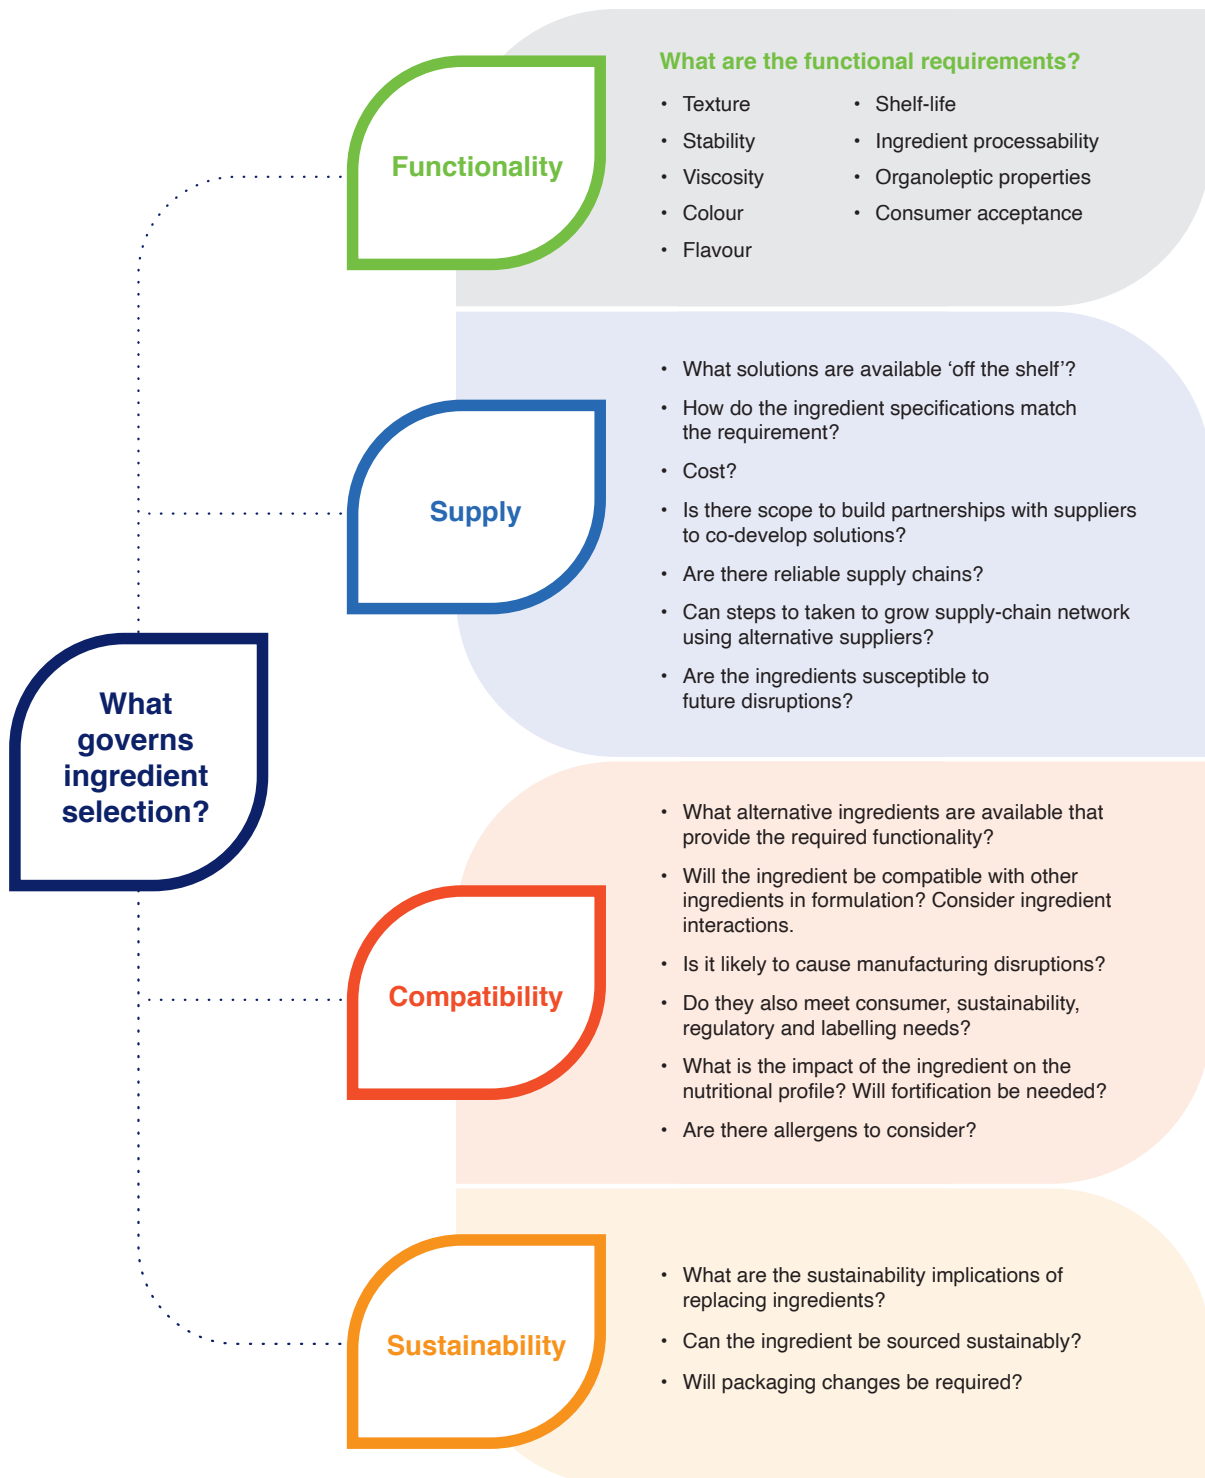 What
governs
ingredient
selection?
Functionality
What are the functional requirements?
• Texture
• Stability
• Viscosity
• Colour
• Flavour
• Shelf-life
• Ingredient processability
• Organoleptic properties
• Consumer acceptance
Supply
• What solutions are available ‘off the shelf’?
• How do the ingredient specifications match
the requirement?
• Cost?
• Is there scope to build partnerships with suppliers
to co-develop solutions?
• Are there reliable supply chains?
• Can steps to taken to grow supply-chain network
using alternative suppliers?
• Are the ingredients susceptible to
future disruptions?
Compatibility
• What alternative ingredients are available that
provide the required functionality?
• Will the ingredient be compatible with other
ingredients in formulation? Consider ingredient
interactions.
• Is it likely to cause manufacturing disruptions?
• Do they also meet consumer, sustainability,
regulatory and labelling needs?
• What is the impact of the ingredient on the
nutritional profile? Will fortification be needed?
• Are there allergens to consider?
Sustainability
• What are the sustainability implications of
replacing ingredients?
• Can the ingredient be sourced sustainably?
• Will packaging changes be required?